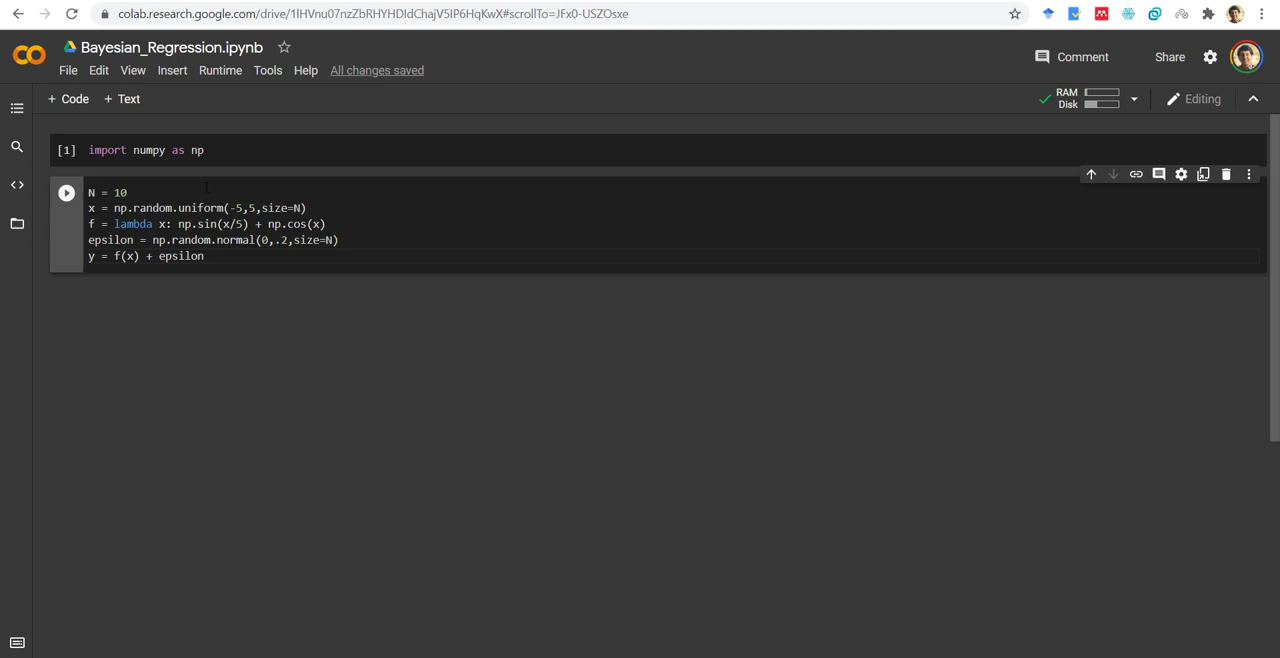 colab.research.google.com/drive/1lHVnu07nzZbRHYHDIdChajV5IP6HqKwX#scrollTo=JFx0-USZOsxe
Bayesian_Regression.ipynb
Comment
Share
File Edit View Insert Runtime Tools Help All changes saved
+ Code + Text
RAM
Disk
Editing
[1] import numpy as np
N = 10
x = np.random.uniform(-5,5,size=N)
f = lambda x: np.sin(x/5) + np.cos(x)
epsilon = np.random.normal(0,.2,size=N)
y = f(x) + epsilon